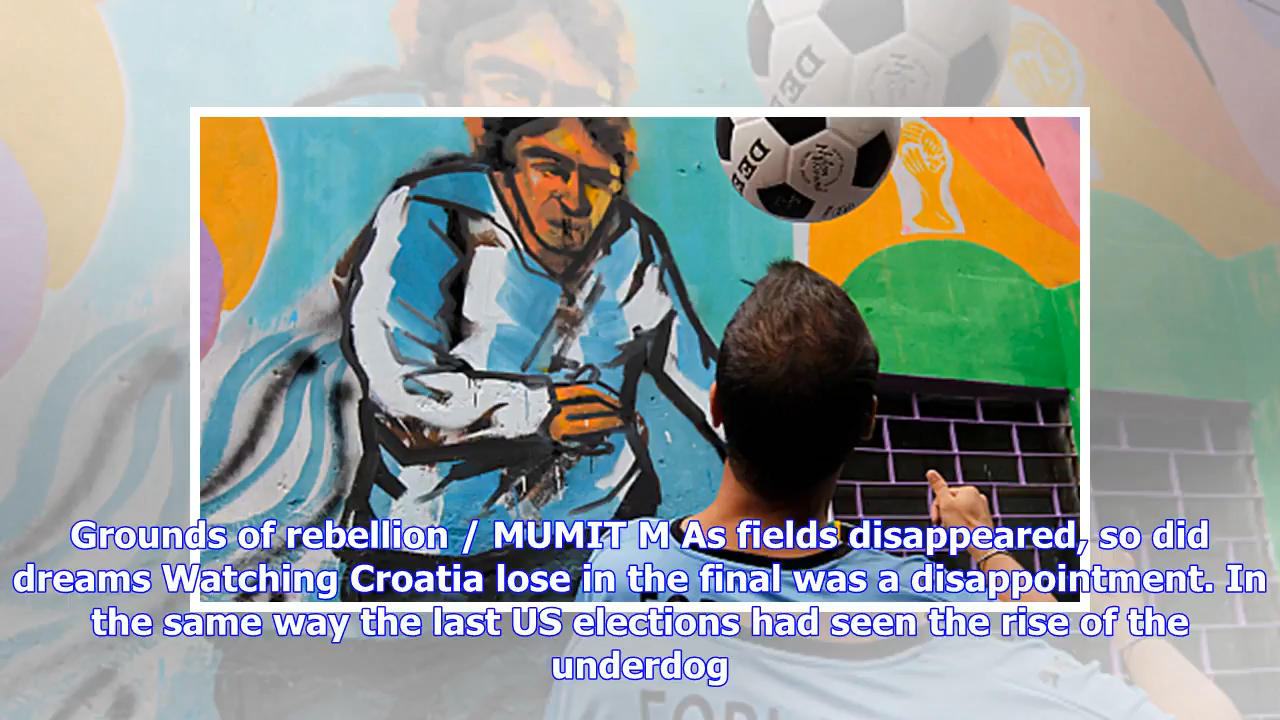 DEE
Grounds of rebellion / MUMIT M As fields disappeared, so did
dreams Watching Croatia lose in the final was a disappointment. In
the same way the last US elections had seen the rise of the
underdog